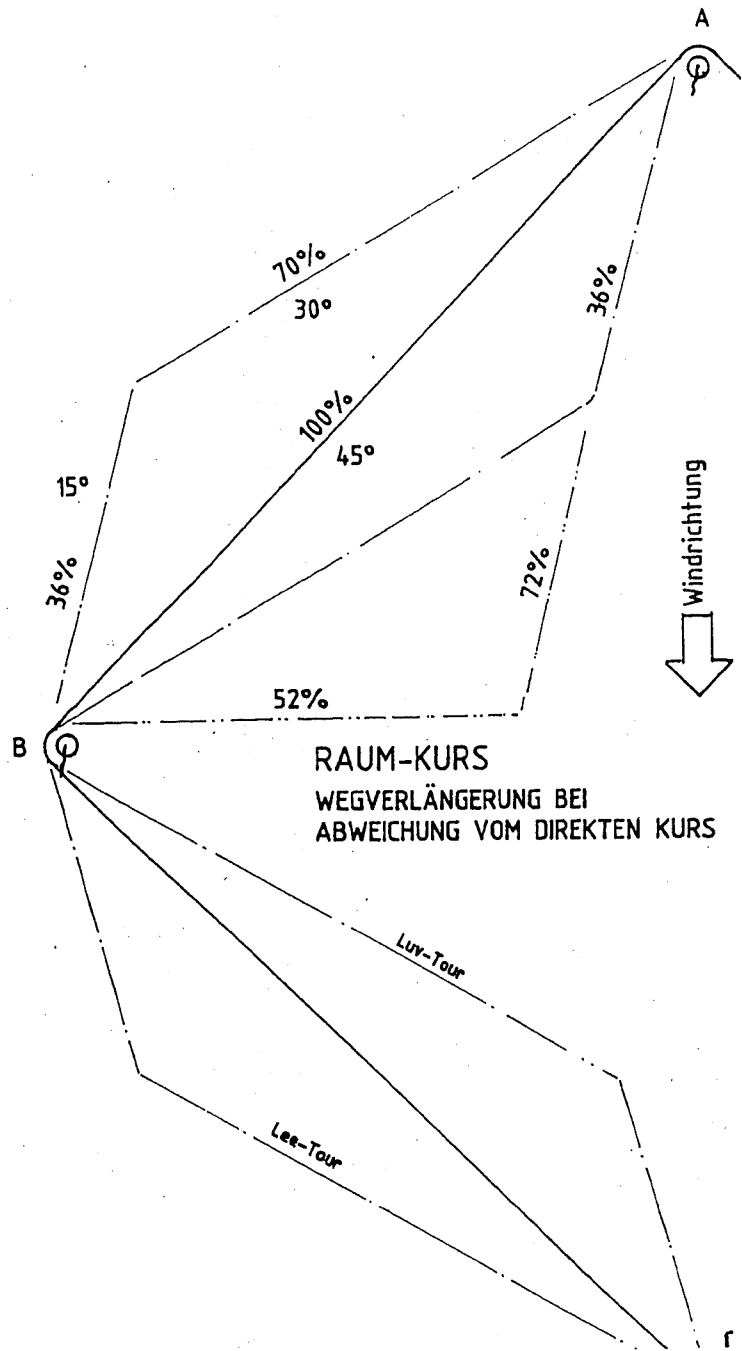 A
70%
30°
36%
100%
45°
15°
36%
72%
Windrichtung
52%
B
RAUM-KURS
WEGVERLÄNGERUNG BEI
ABWEICHUNG VOM DIREKTEN KURS
Luv-Tour
Lee-Tour